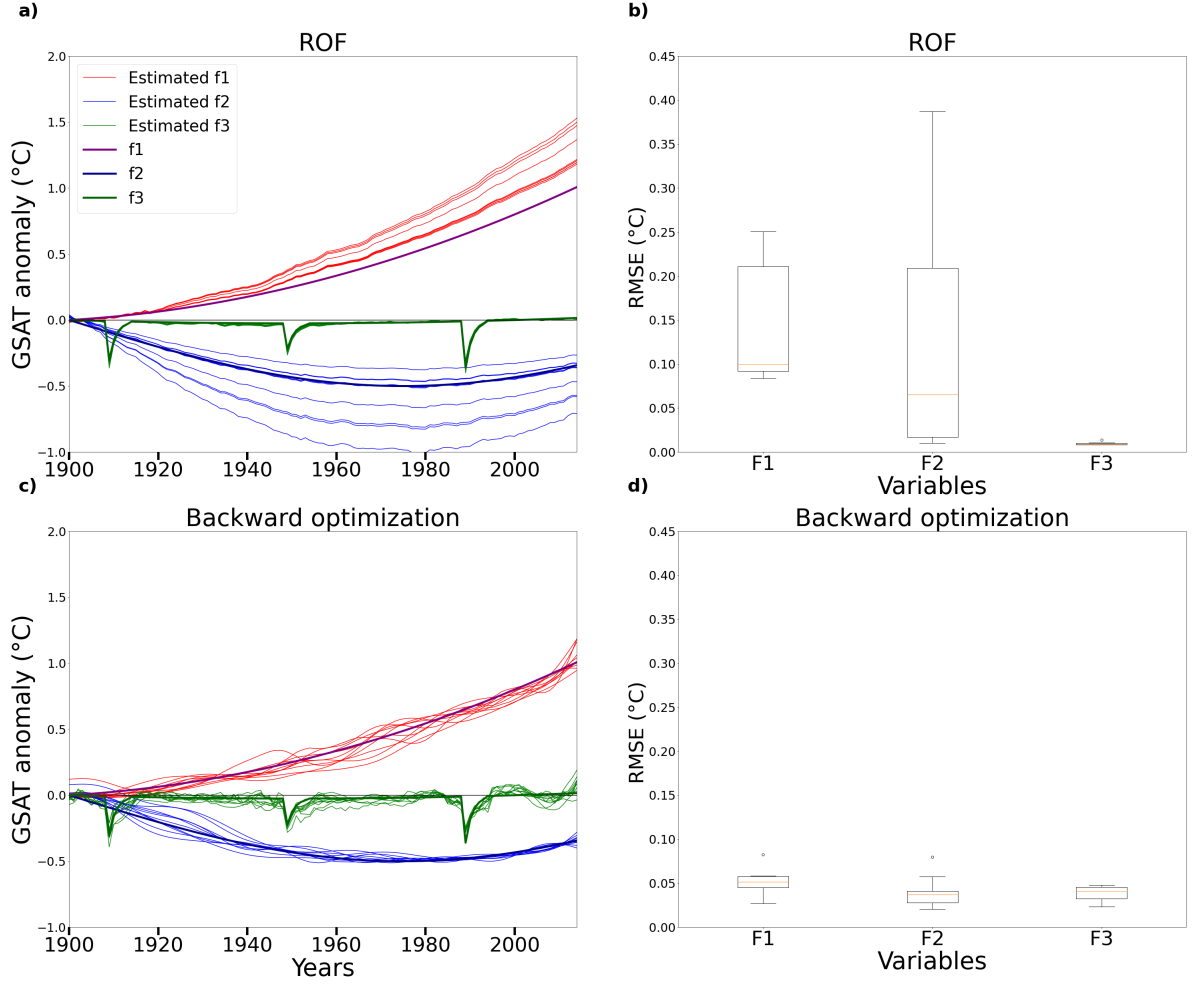 a)
ROF
2.0
1.5
1.0
0.5
0.0
−0.5
−1.0
GSAT anomaly (°C)
Estimated f1
Estimated f2
Estimated f3
f1
f2
f3
1900 1920 1940 1960 1980 2000
b)
ROF
0.45
0.40
0.35
0.30
0.25
0.20
0.15
0.10
0.05
0.00
RMSE (°C)
F1 F2 F3
Variables
c)
Backward optimization
2.0
1.5
1.0
0.5
0.0
−0.5
−1.0
GSAT anomaly (°C)
1900 1920 1940 1960 1980 2000
Years
d)
Backward optimization
0.45
0.40
0.35
0.30
0.25
0.20
0.15
0.10
0.05
0.00
RMSE (°C)
F1 F2 F3
Variables